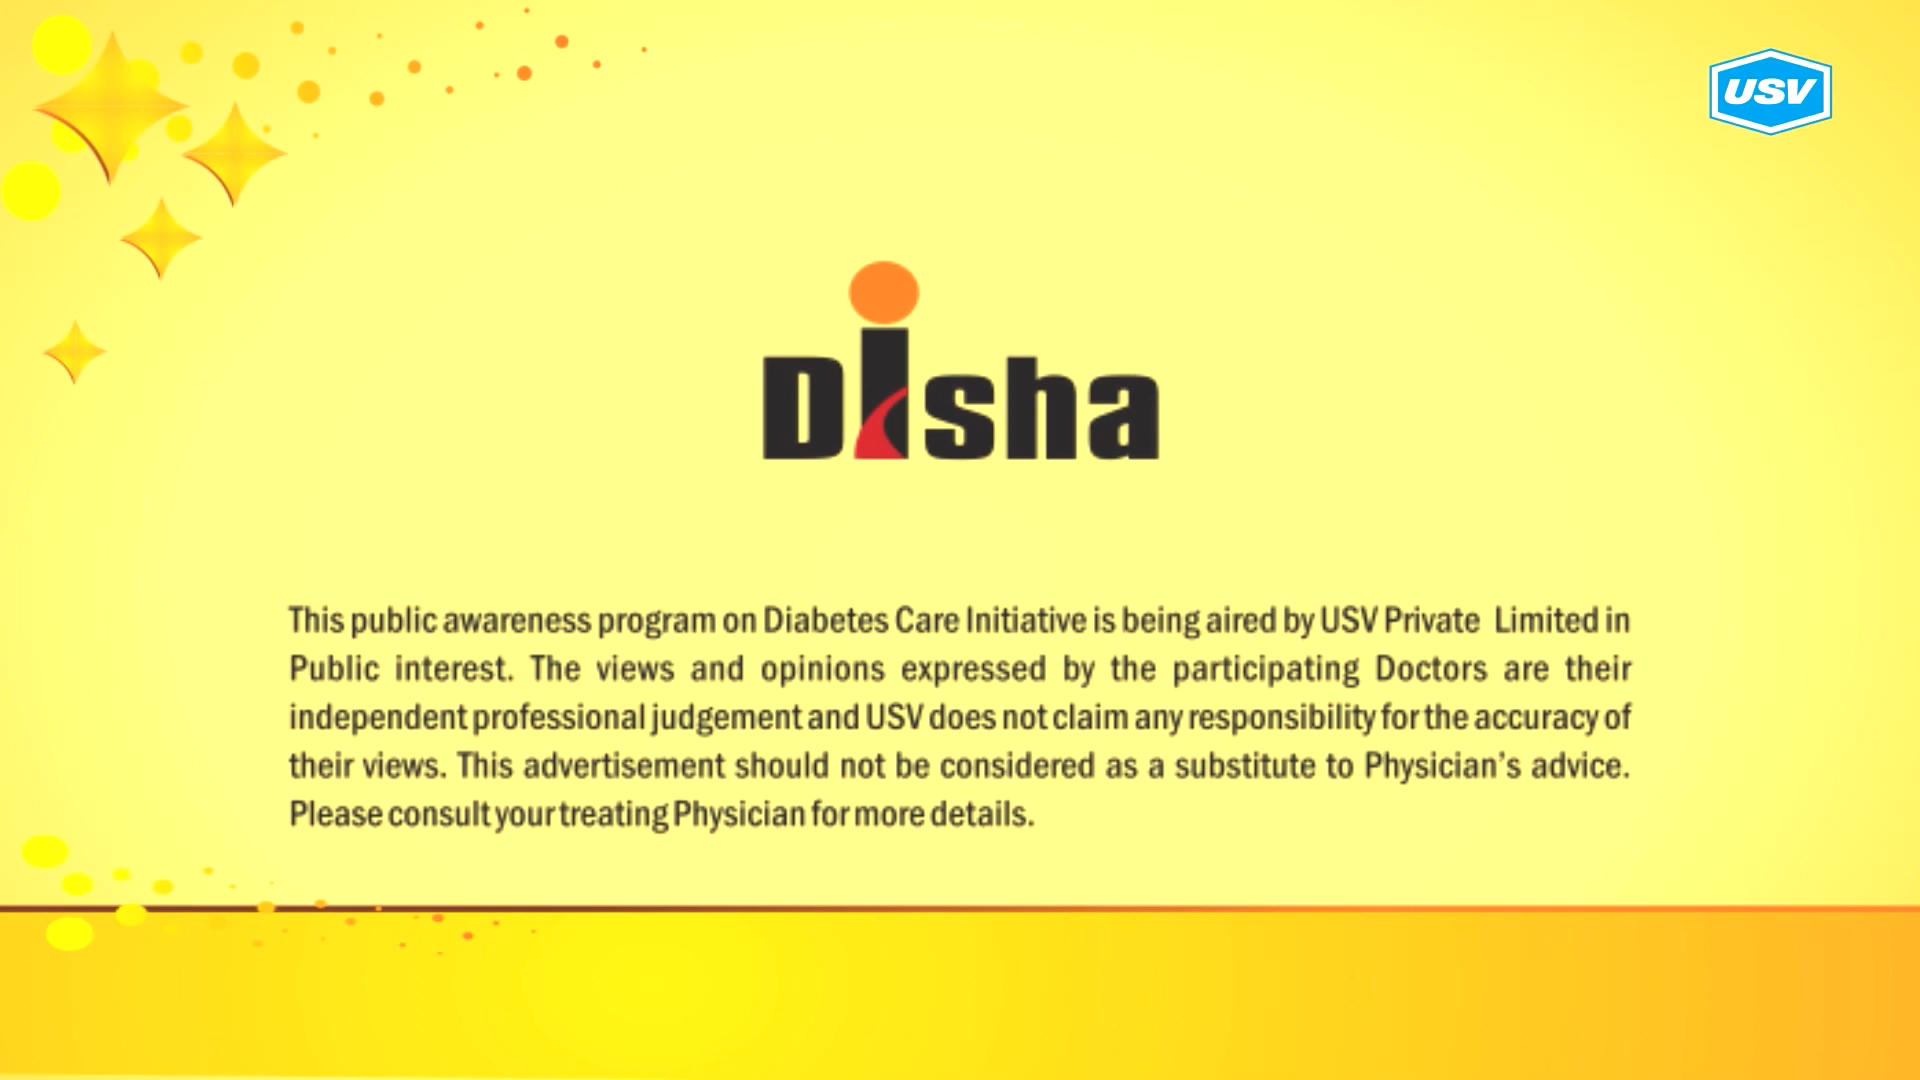 USV
Disha
This public awareness program on Diabetes Care Initiative is being aired by USV Private Limited in
Public interest. The views and opinions expressed by the participating Doctors are their
independent professional judgement and USV does not claim any responsibility for the accuracy of
their views. This advertisement should not be considered as a substitute to Physician’s advice.
Please consult your treating Physician for more details.